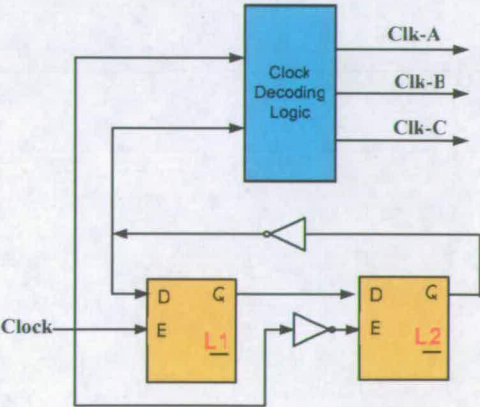 Clk-A
Clock
Decoding
Logic
Clk-B
Clk-C
D Q
D Q
Clock
E
L1
E
L2